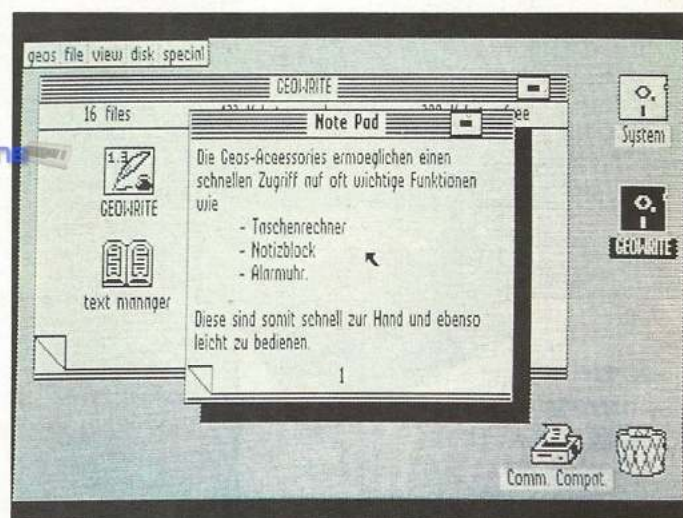 geos file view disk special
GEOWRITE
16 files
Note Pad
System
Die Geos-Accessories ermoeglichen einen
schnellen Zugriff auf oft wichtige Funktionen
wie
- Taschenrechner
- Notizblock
- Alarmuhr.
Diese sind somit schnell zur Hand und ebenso
leicht zu bedienen.
1
1.3
GEOWRITE
text manager
GEOWRITE
Comm. Compat.